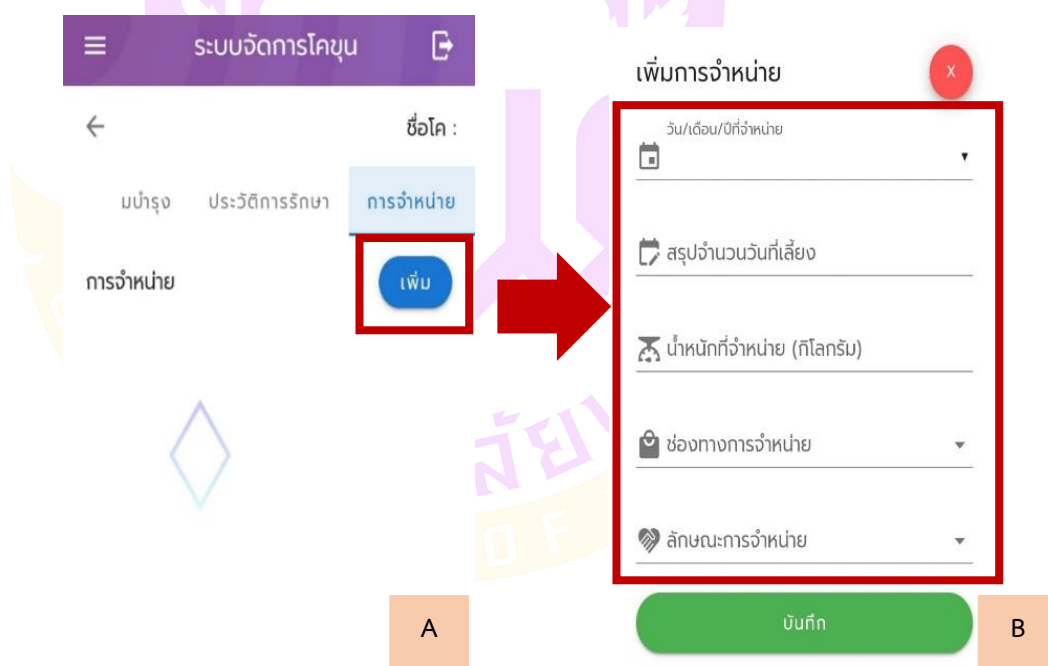 ระบบจัดการโคขุน
ชื่อโค :
มบำรุง ประวัติการรักษา การจำหน่าย
การจำหน่าย เพิ่ม
A
เพิ่มการจำหน่าย X
วัน/เดือน/ปีที่จำหน่าย
สรุปจำนวนวันที่เลี้ยง
น้ำหนักที่จำหน่าย (กิโลกรัม)
ช่องทางการจำหน่าย
ลักษณะการจำหน่าย
บันทึก
B